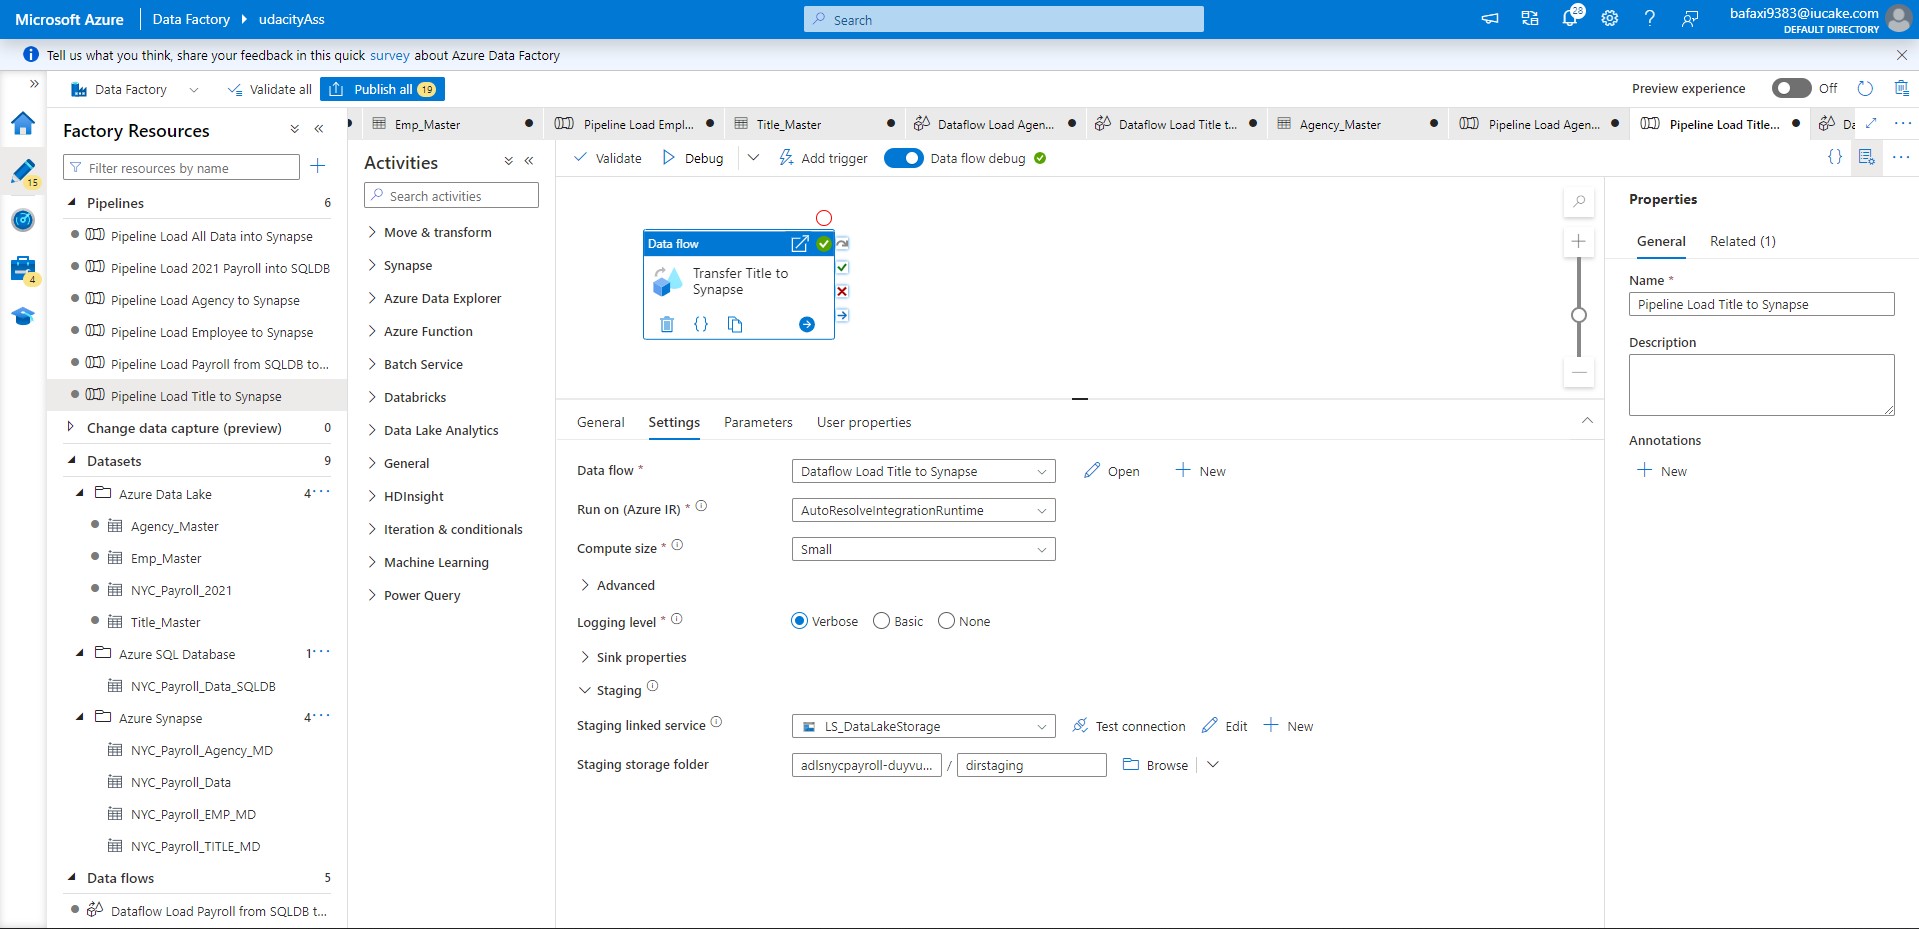 Microsoft Azure
Data Factory
udacityAss
Search
28
bafaxi9383@iucake.com
DEFAULT DIRECTORY
Tell us what you think, share your feedback in this quick survey about Azure Data Factory
Data Factory
Validate all
Publish all 19
Preview experience
Off
15
4
Factory Resources
Filter resources by name
Pipelines 6
Pipeline Load All Data into Synapse
Pipeline Load 2021 Payroll into SQLDB
Pipeline Load Agency to Synapse
Pipeline Load Employee to Synapse
Pipeline Load Payroll from SQLDB to...
Pipeline Load Title to Synapse
Change data capture (preview) 0
Datasets 9
Azure Data Lake 4
Agency_Master
Emp_Master
NYC_Payroll_2021
Title_Master
Azure SQL Database 1
NYC_Payroll_Data_SQLDB
Azure Synapse 4
NYC_Payroll_Agency_MD
NYC_Payroll_Data
NYC_Payroll_EMP_MD
NYC_Payroll_TITLE_MD
Data flows 5
Dataflow Load Payroll from SQLDB t...
Emp_Master
Pipeline Load Empl...
Title_Master
Dataflow Load Agen...
Dataflow Load Title t...
Agency_Master
Pipeline Load Agen...
Pipeline Load Title...
Da
Activities
Search activities
Move & transform
Synapse
Azure Data Explorer
Azure Function
Batch Service
Databricks
Data Lake Analytics
General
HDInsight
Iteration & conditionals
Machine Learning
Power Query
Validate
Debug
Add trigger
Data flow debug
Data flow
Transfer Title to
Synapse
General
Settings
Parameters
User properties
Data flow *
Dataflow Load Title to Synapse
Open
New
Run on (Azure IR) *
AutoResolveIntegrationRuntime
Compute size *
Small
Advanced
Logging level *
Verbose
Basic
None
Sink properties
Staging
Staging linked service
LS_DataLakeStorage
Test connection
Edit
New
Staging storage folder
adlsnycpayroll-duyvu...
/
dirstaging
Browse
Properties
General
Related (1)
Name *
Pipeline Load Title to Synapse
Description
Annotations
New